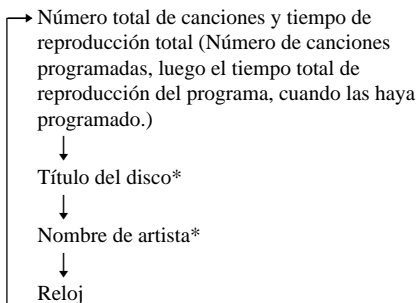 Número total de canciones y tiempo de
reproducción total (Número de canciones
programadas, luego el tiempo total de
reproducción del programa, cuando las haya
programado.)
Título del disco*
Nombre de artista*
Reloj